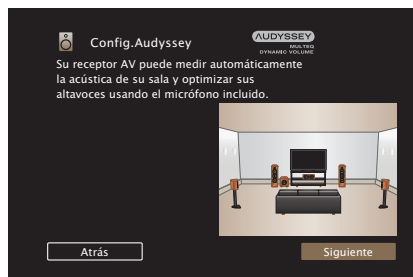 Config.Audyssey
AUDYSSEY
MULTEQ
DYNAMIC VOLUME
Su receptor AV puede medir automáticamente
la acústica de su sala y optimizar sus
altavoces usando el micrófono incluido.
Atrás
Siguiente